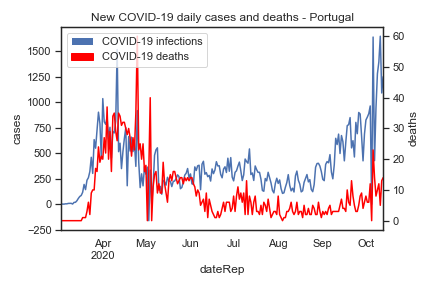 New COVID-19 daily cases and deaths - Portugal
COVID-19 infections
COVID-19 deaths
cases
1500
1250
1000
750
500
250
0
−250
deaths
60
50
40
30
20
10
0
Apr
2020
May
Jun
Jul
Aug
Sep
Oct
dateRep